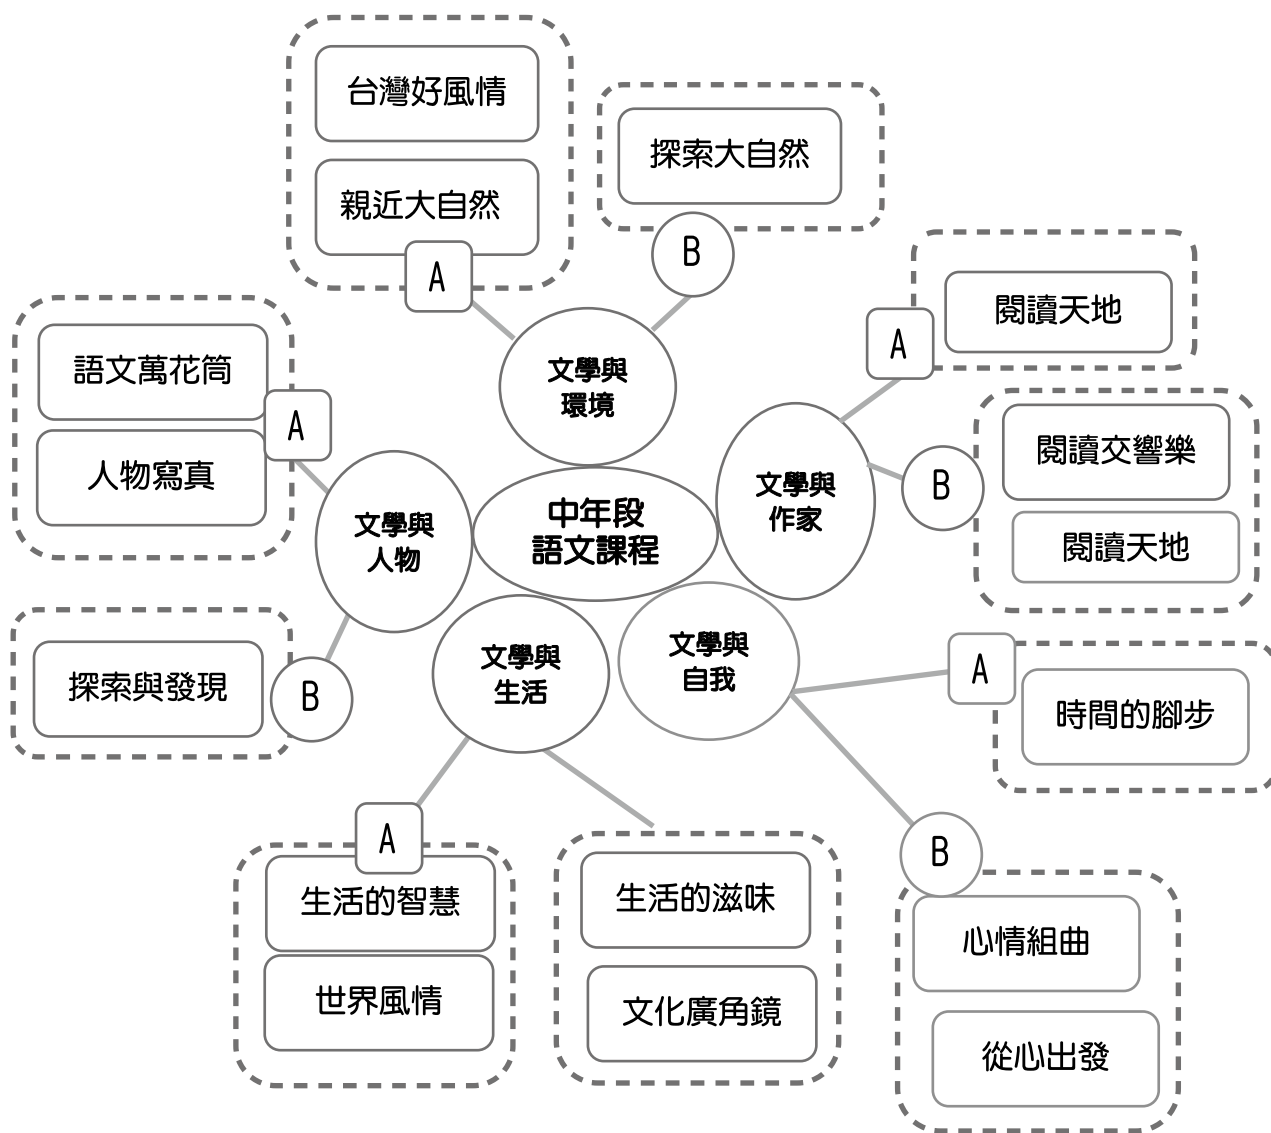 台灣好風情
親近大自然
A
探索大自然
B
閱讀天地
A
閱讀交響樂
B
閱讀天地
語文萬花筒
A
人物寫真
文學與
環境
文學與
作家
中年段
語文課程
文學與
人物
文學與
生活
文學與
自我
探索與發現
B
A
時間的腳步
A
生活的智慧
世界風情
生活的滋味
文化廣角鏡
B
心情組曲
從心出發